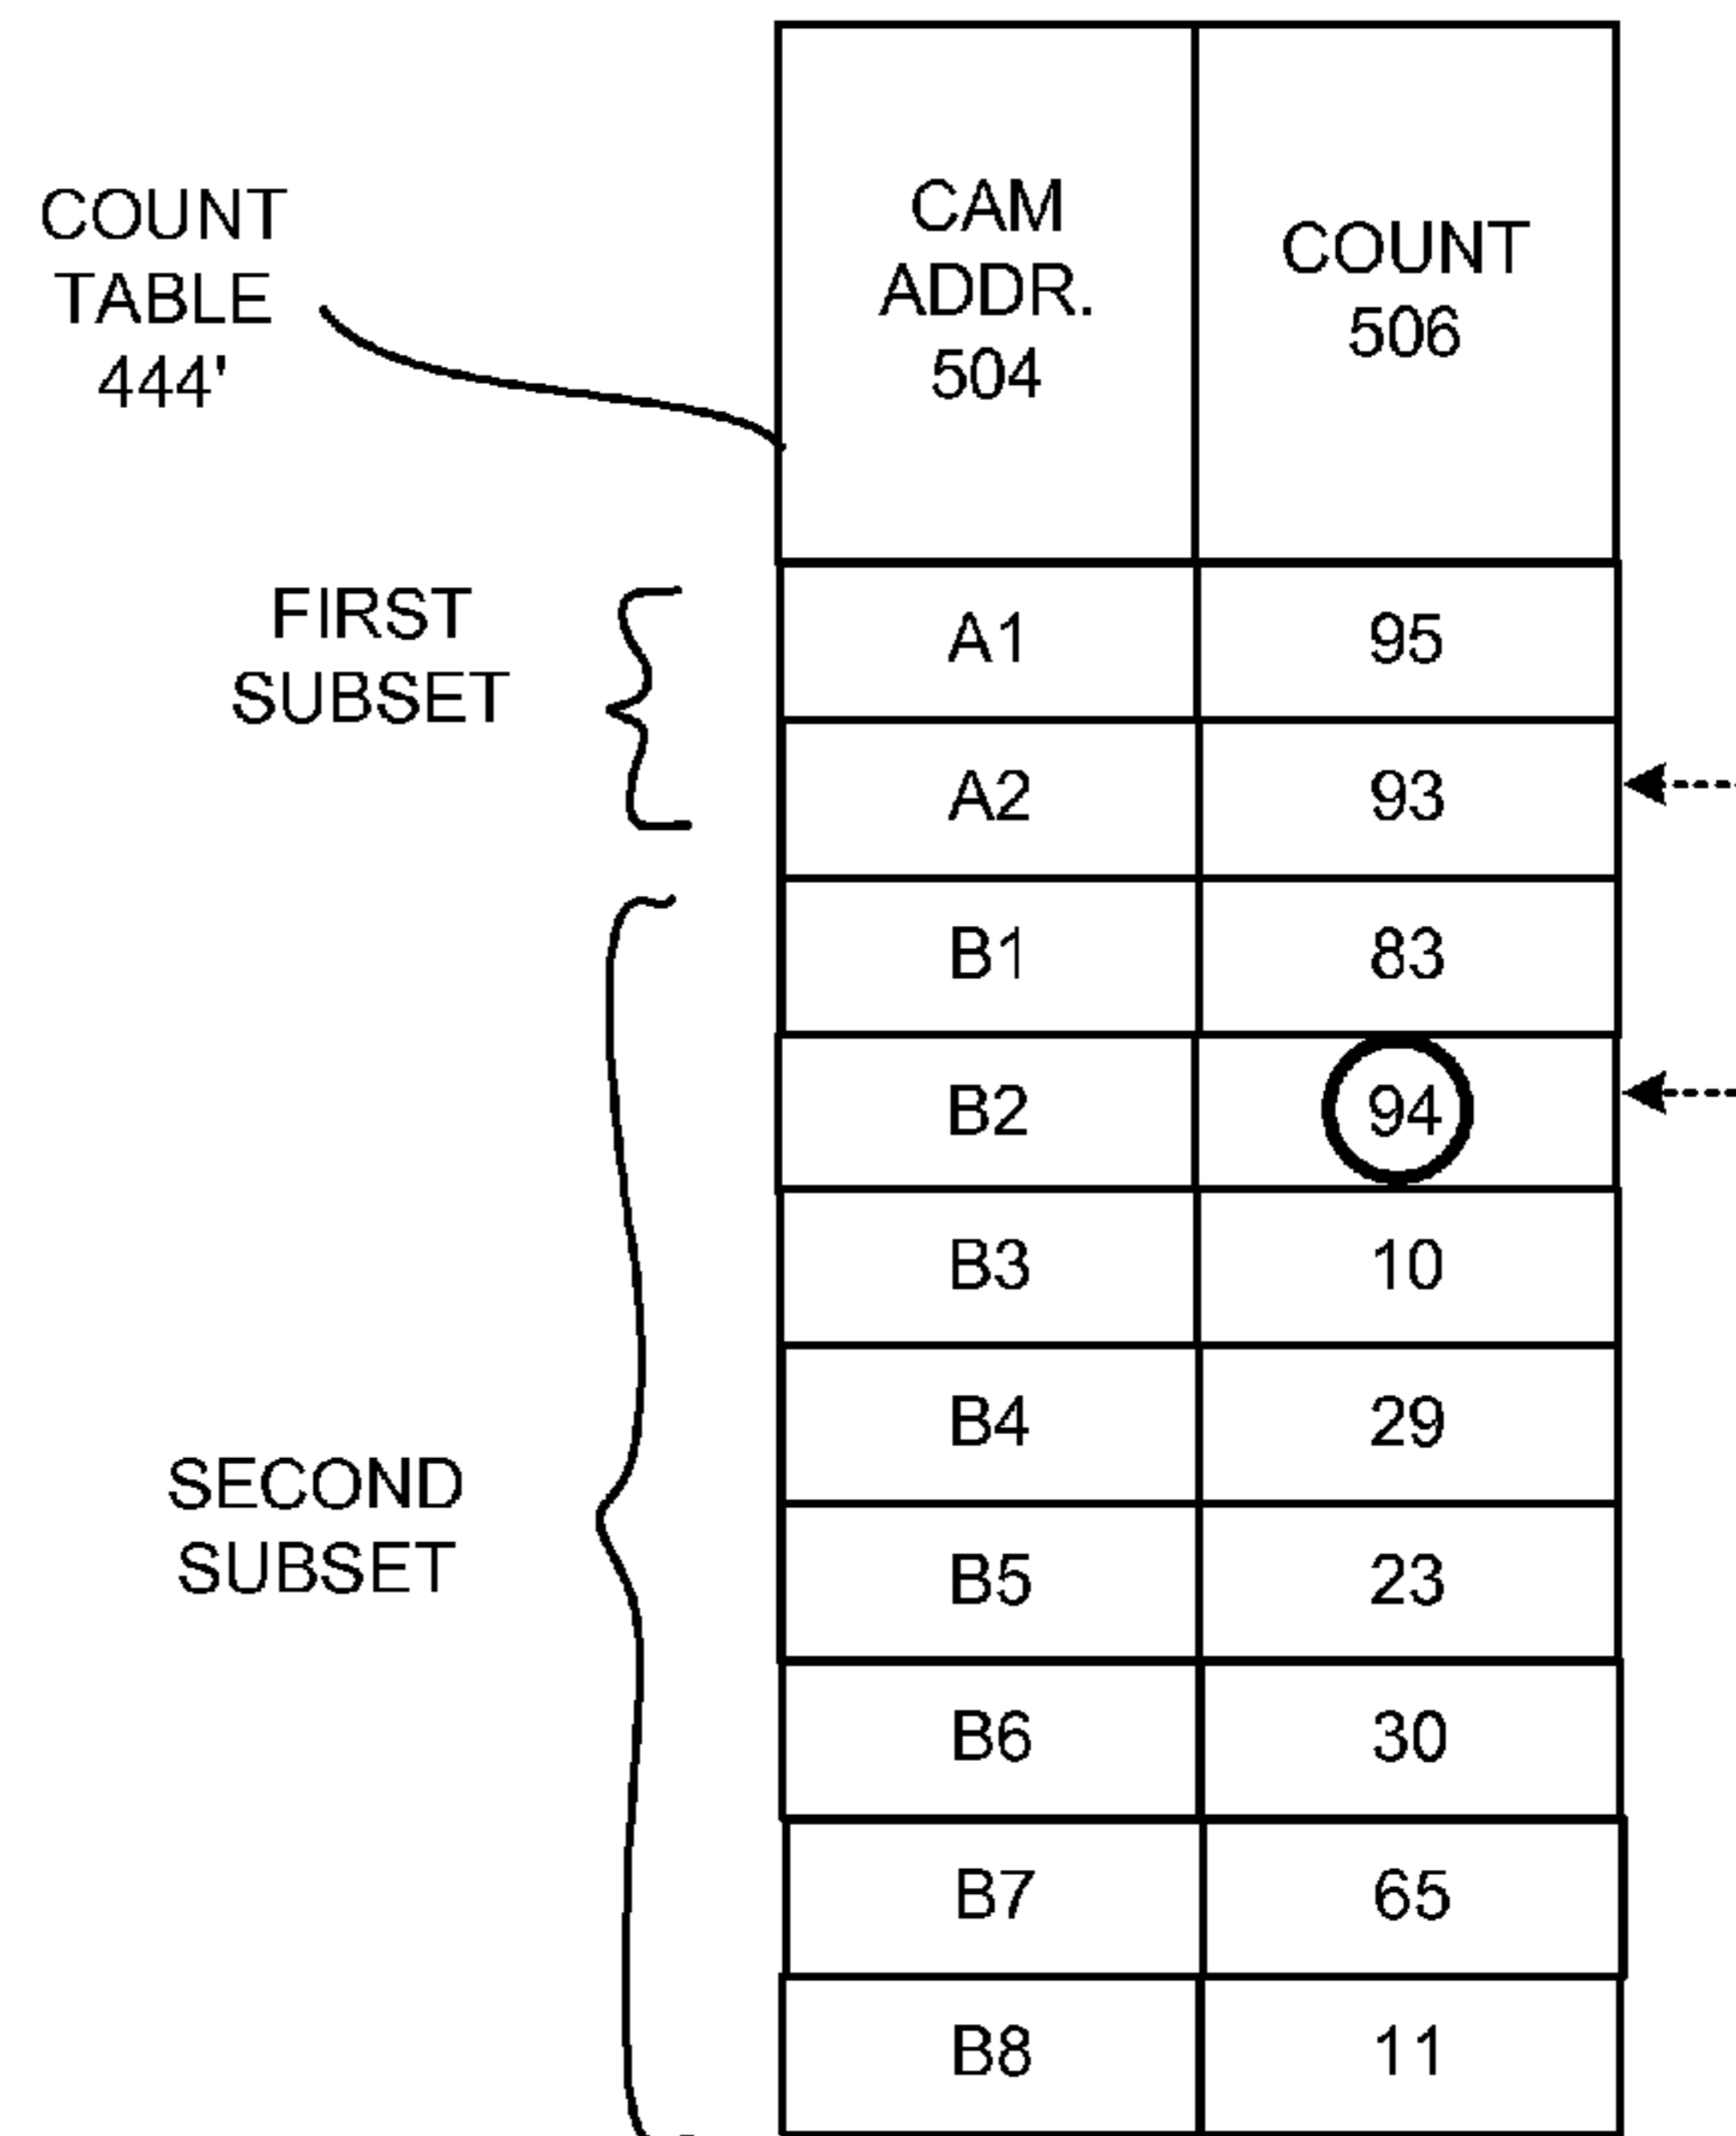 COUNT
TABLE
444'
CAM
ADDR.
504
COUNT
506
FIRST
SUBSET
A1 95
A2 93
B1 83
B2 94
B3 10
B4 29
SECOND
SUBSET
B5 23
B6 30
B7 65
B8 11